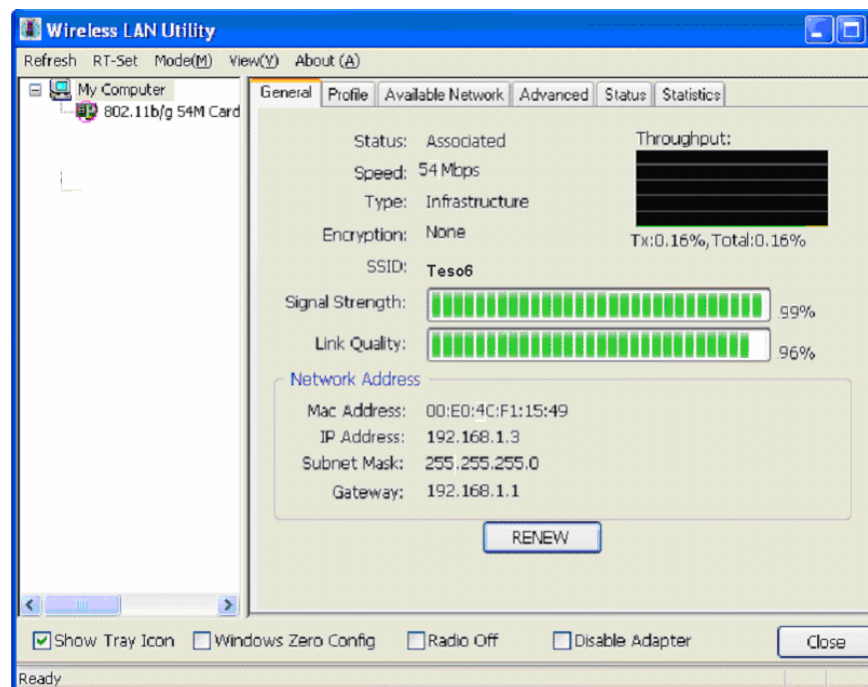 Wireless LAN Utility
Refresh RT-Set Mode(M) View(V) About (A)
My Computer
802.11b/g 54M Card
General Profile Available Network Advanced Status Statistics
Status: Associated
Throughput:
Speed: 54 Mbps
Type: Infrastructure
Encryption: None
Tx:0.16%, Total:0.16%
SSID: Teso6
Signal Strength: 99%
Link Quality: 96%
Network Address
Mac Address: 00:E0:4C:F1:15:49
IP Address: 192.168.1.3
Subnet Mask: 255.255.255.0
Gateway: 192.168.1.1
RENEW
Show Tray Icon Windows Zero Config Radio Off Disable Adapter Close
Ready